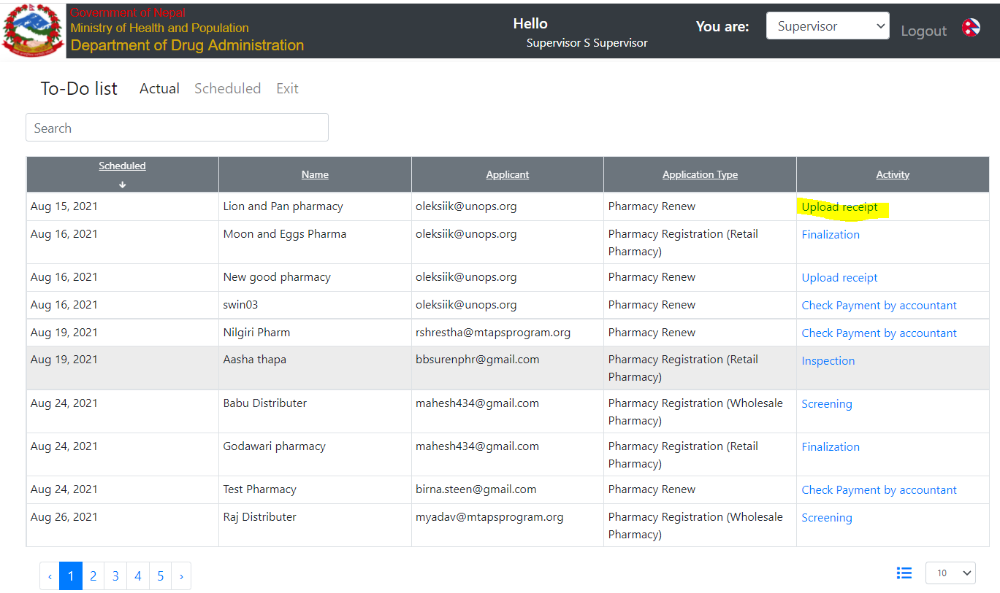 Government of Nepal
Ministry of Health and Population
Department of Drug Administration
Hello
Supervisor S Supervisor
You are:
Supervisor
Logout
To-Do list
Actual
Scheduled
Exit
Search
Scheduled
Name
Applicant
Application Type
Activity
Aug 15, 2021
Lion and Pan pharmacy
oleksiik@unops.org
Pharmacy Renew
Upload receipt
Aug 16, 2021
Moon and Eggs Pharma
oleksiik@unops.org
Pharmacy Registration (Retail
Pharmacy)
Finalization
Aug 16, 2021
New good pharmacy
oleksiik@unops.org
Pharmacy Renew
Upload receipt
Aug 16, 2021
swin03
oleksiik@unops.org
Pharmacy Renew
Check Payment by accountant
Aug 19, 2021
Nilgiri Pharm
rshrestha@mtapsprogram.org
Pharmacy Renew
Check Payment by accountant
Aug 19, 2021
Aasha thapa
bbsurenphr@gmail.com
Pharmacy Registration (Retail
Pharmacy)
Inspection
Aug 24, 2021
Babu Distributer
mahesh434@gmail.com
Pharmacy Registration (Wholesale
Pharmacy)
Screening
Aug 24, 2021
Godawari pharmacy
mahesh434@gmail.com
Pharmacy Registration (Retail
Pharmacy)
Finalization
Aug 24, 2021
Test Pharmacy
birna.steen@gmail.com
Pharmacy Renew
Check Payment by accountant
Aug 26, 2021
Raj Distributer
myadav@mtapsprogram.org
Pharmacy Registration (Wholesale
Pharmacy)
Screening
‹ 1 2 3 4 5 ›
10